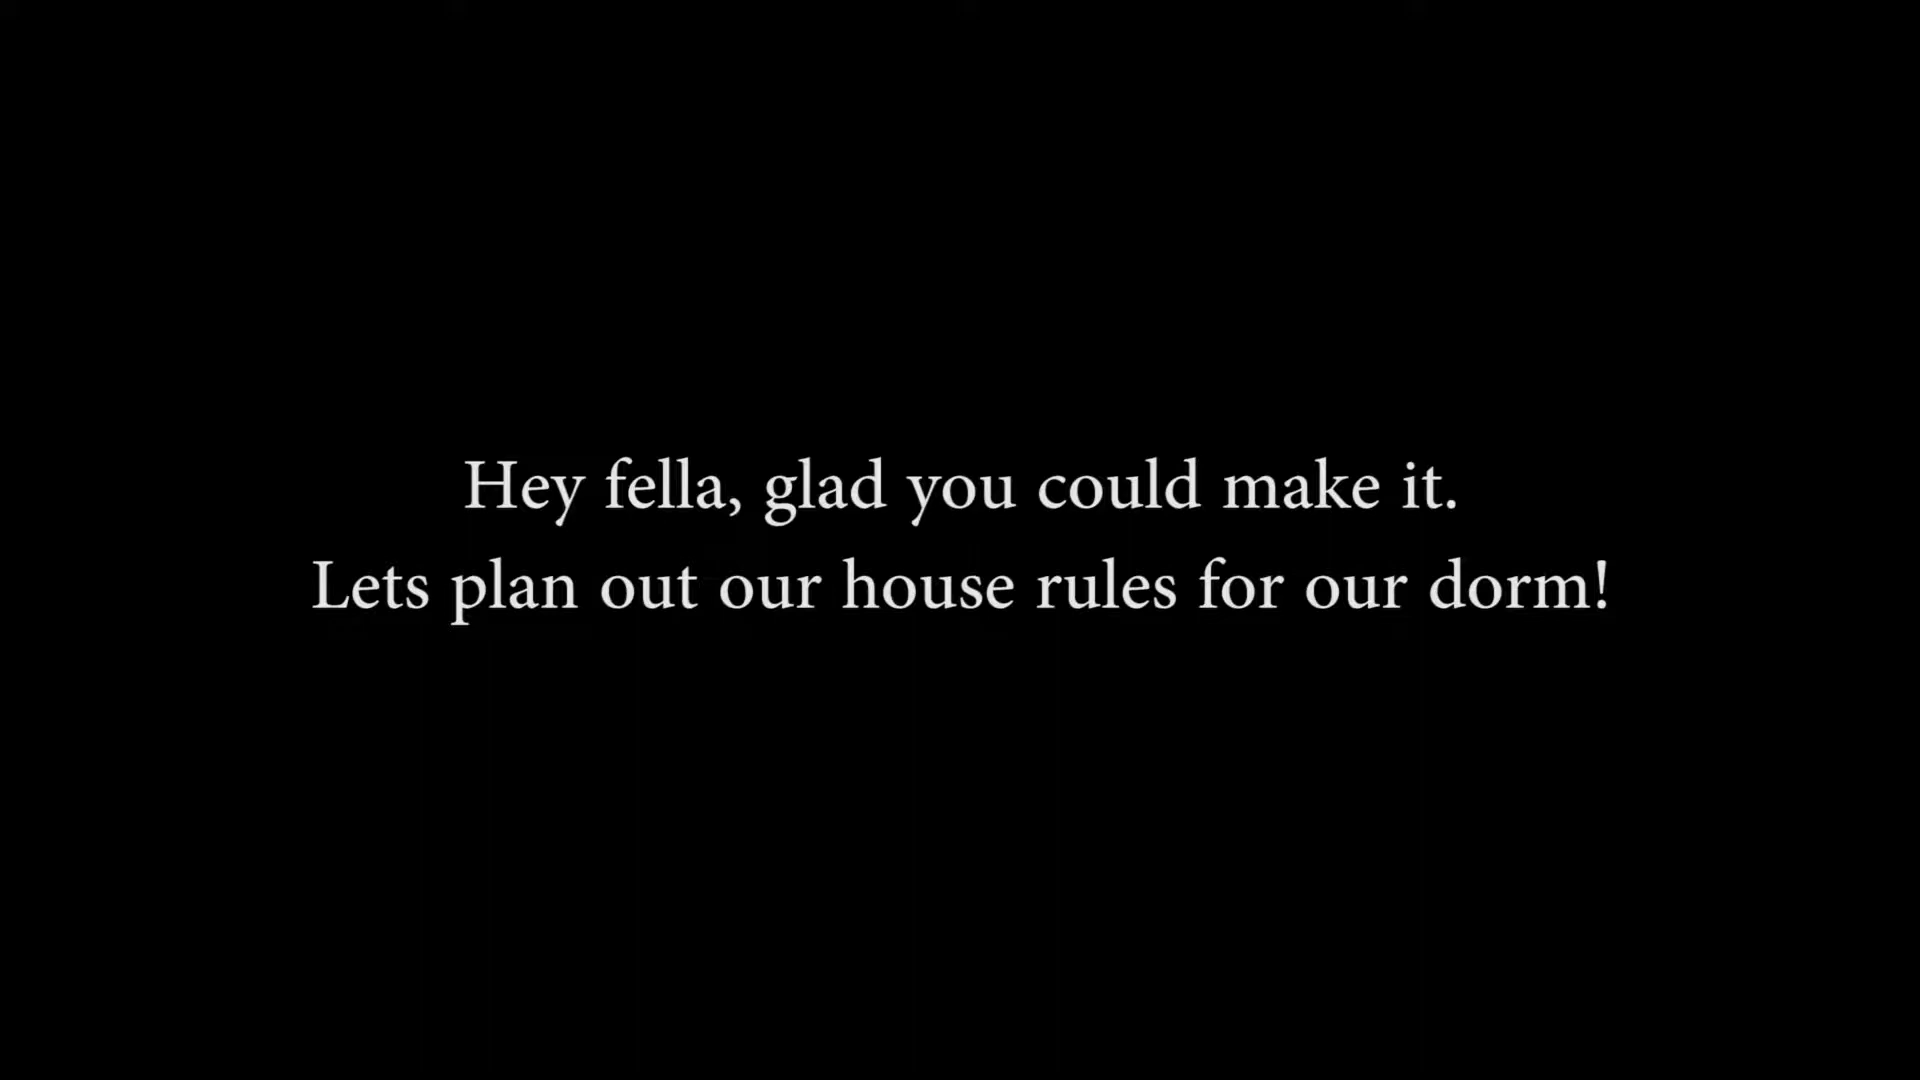 Hey fella, glad you could make it.
Lets plan out our house rules for our dorm!